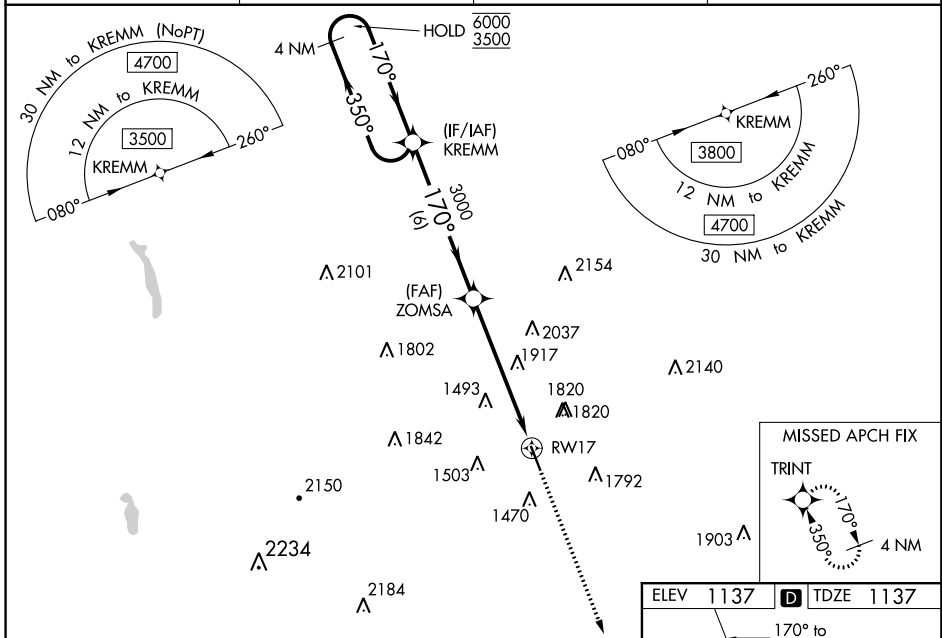 30 NM to KREMM (NoPT)
4700
12 NM to KREMM
3500
KREMM
260°
080°
HOLD 6000
3500
4 NM
170°
350°
(IF/IAF)
KREMM
3000
170°
(6)
260°
KREMM
080°
3800
12 NM to KREMM
4700
30 NM to KREMM
2101
2154
(FAF)
ZOMSA
2037
1802
1917
2140
1493
1820
1820
1842
RW17
1503
1792
2150
1470
2234
1903
2184
MISSED APCH FIX
TRINT
170°
350°
4 NM
ELEV 1137 D TDZE 1137
170° to